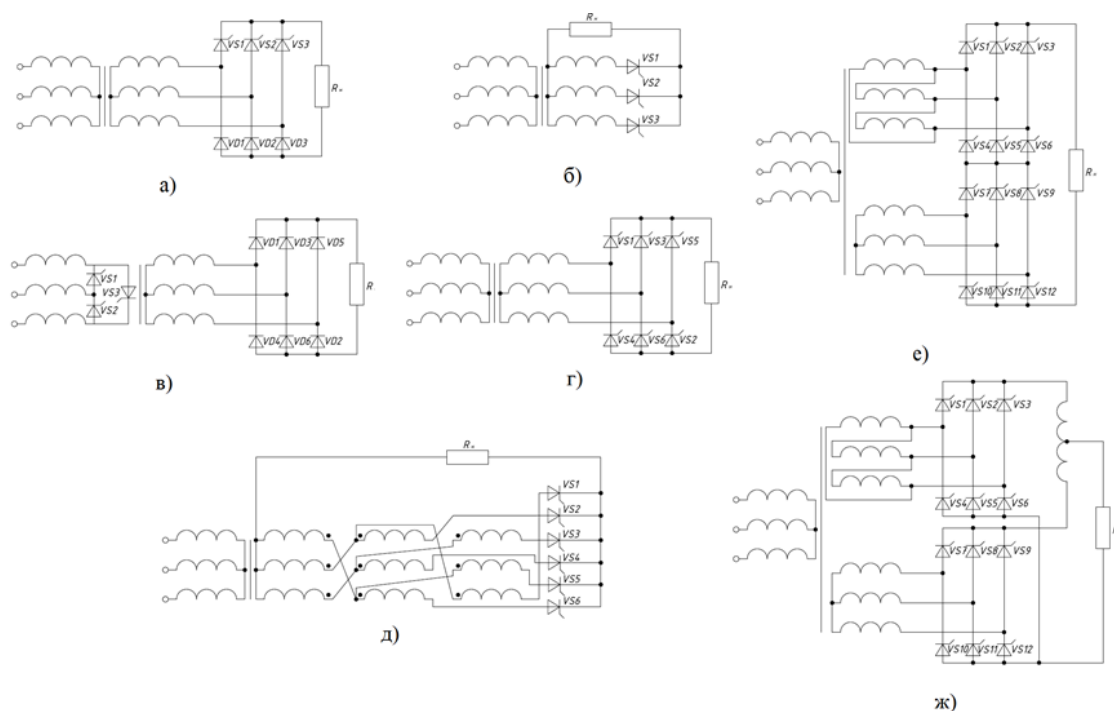 VS1 VS2 VS3
Rн
VD1 VD2 VD3
а)
Rн
VS1
VS2
VS3
б)
VS1
VS3
VS2
VD1 VD3 VD5
R
VD4 VD6 VD2
в)
VS1 VS3 VS5
Rн
VS4 VS6 VS2
г)
Rн
VS1
VS2
VS3
VS4
VS5
VS6
д)
VS1 VS2 VS3
VS4 VS5 VS6
VS7 VS8 VS9
Rн
VS10 VS11 VS12
е)
VS1 VS2 VS3
VS4 VS5 VS6
VS7 VS8 VS9
VS10 VS11 VS12
ж)